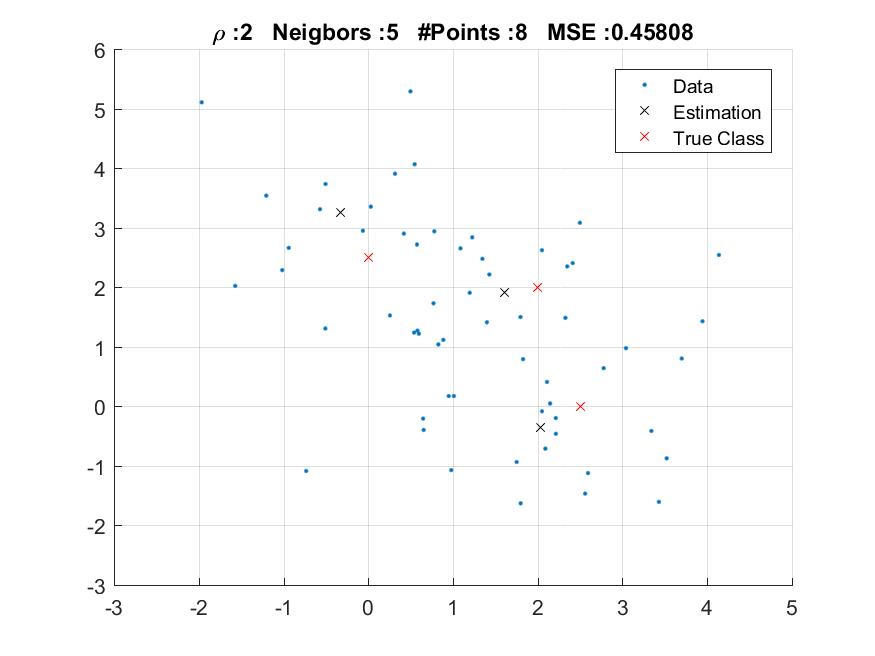 ρ :2 Neigbors :5 #Points :8 MSE :0.45808
6
5
4
3
2
1
0
-1
-2
-3
-3 -2 -1 0 1 2 3 4 5
Data
Estimation
True Class